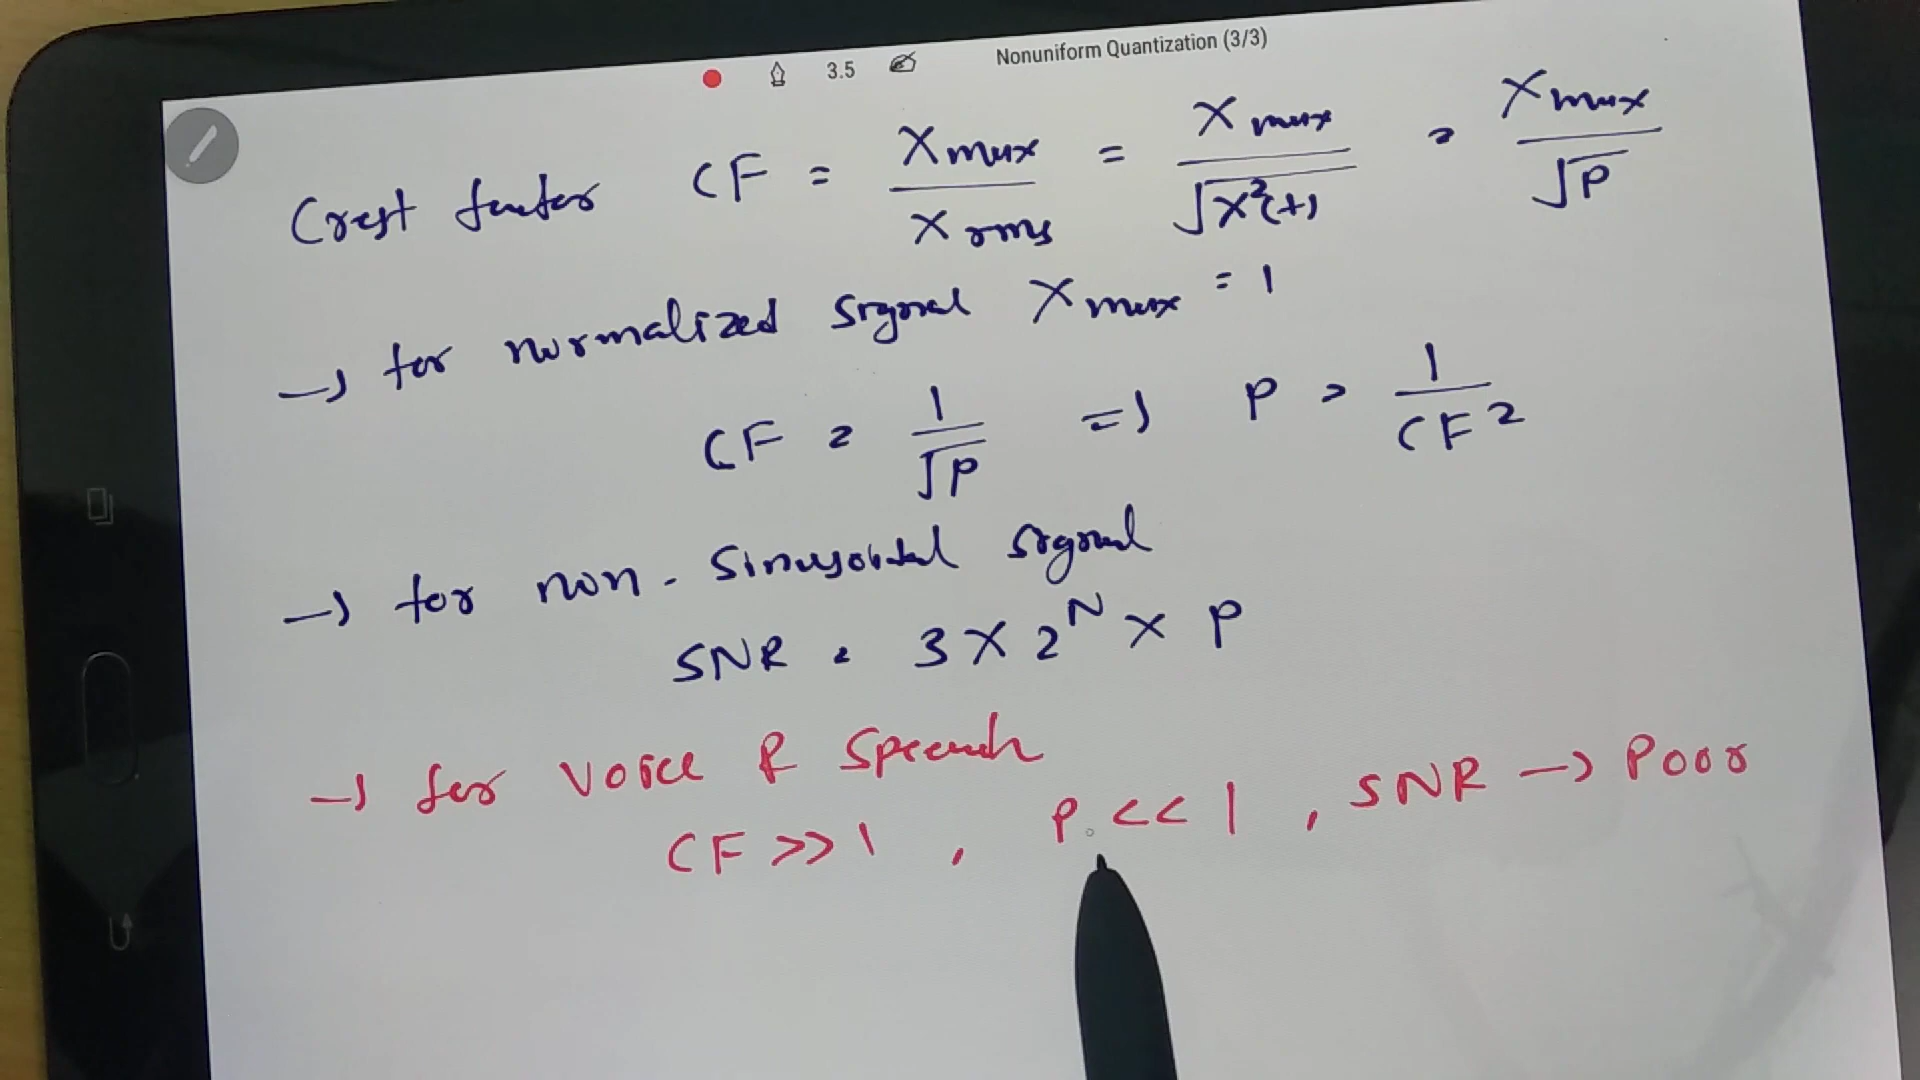 3.5 Nonuniform Quantization (3/3)
Crest factor CF = Xmax / Xrms = Xmax / √X²(t) = Xmax / √P
→ for normalized signal Xmax = 1
CF = 1 / √P ⇒ P = 1 / CF²
→ for non-sinusoidal signal
SNR = 3 X 2^N X P
→ for Voice & Speech
CF >> 1 , P << 1 , SNR → Poor